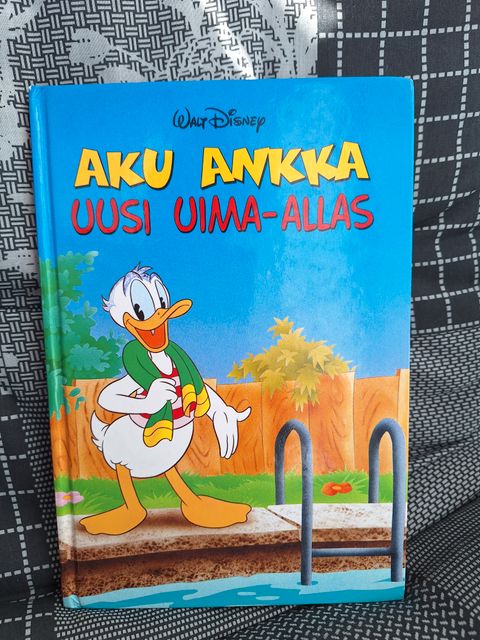 Walt Disney
AKU ANKKA
UUSI UIMA-ALLAS